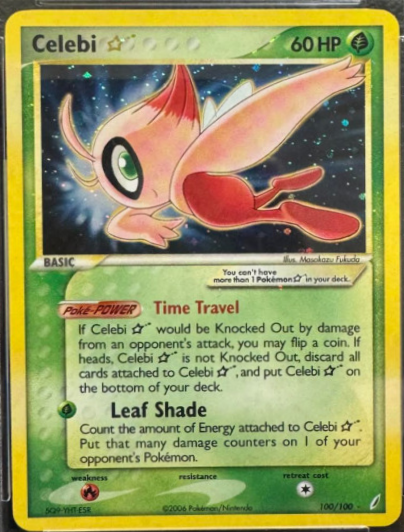 Celebi ☆ 60 HP
Illus. Masakazu Fukuda
BASIC
You can't have
more than 1 Pokémon ☆ in your deck.
Poké-POWER Time Travel
If Celebi ☆ would be Knocked Out by damage
from an opponent's attack, you may flip a coin. If
heads, Celebi ☆ is not Knocked Out, discard all
cards attached to Celebi ☆, and put Celebi ☆ on
the bottom of your deck.
Leaf Shade
Count the amount of Energy attached to Celebi ☆.
Put that many damage counters on 1 of your
opponent's Pokémon.
weakness resistance retreat cost
SQ9-YHT-ESR ©2006 Pokémon/Nintendo 100/100